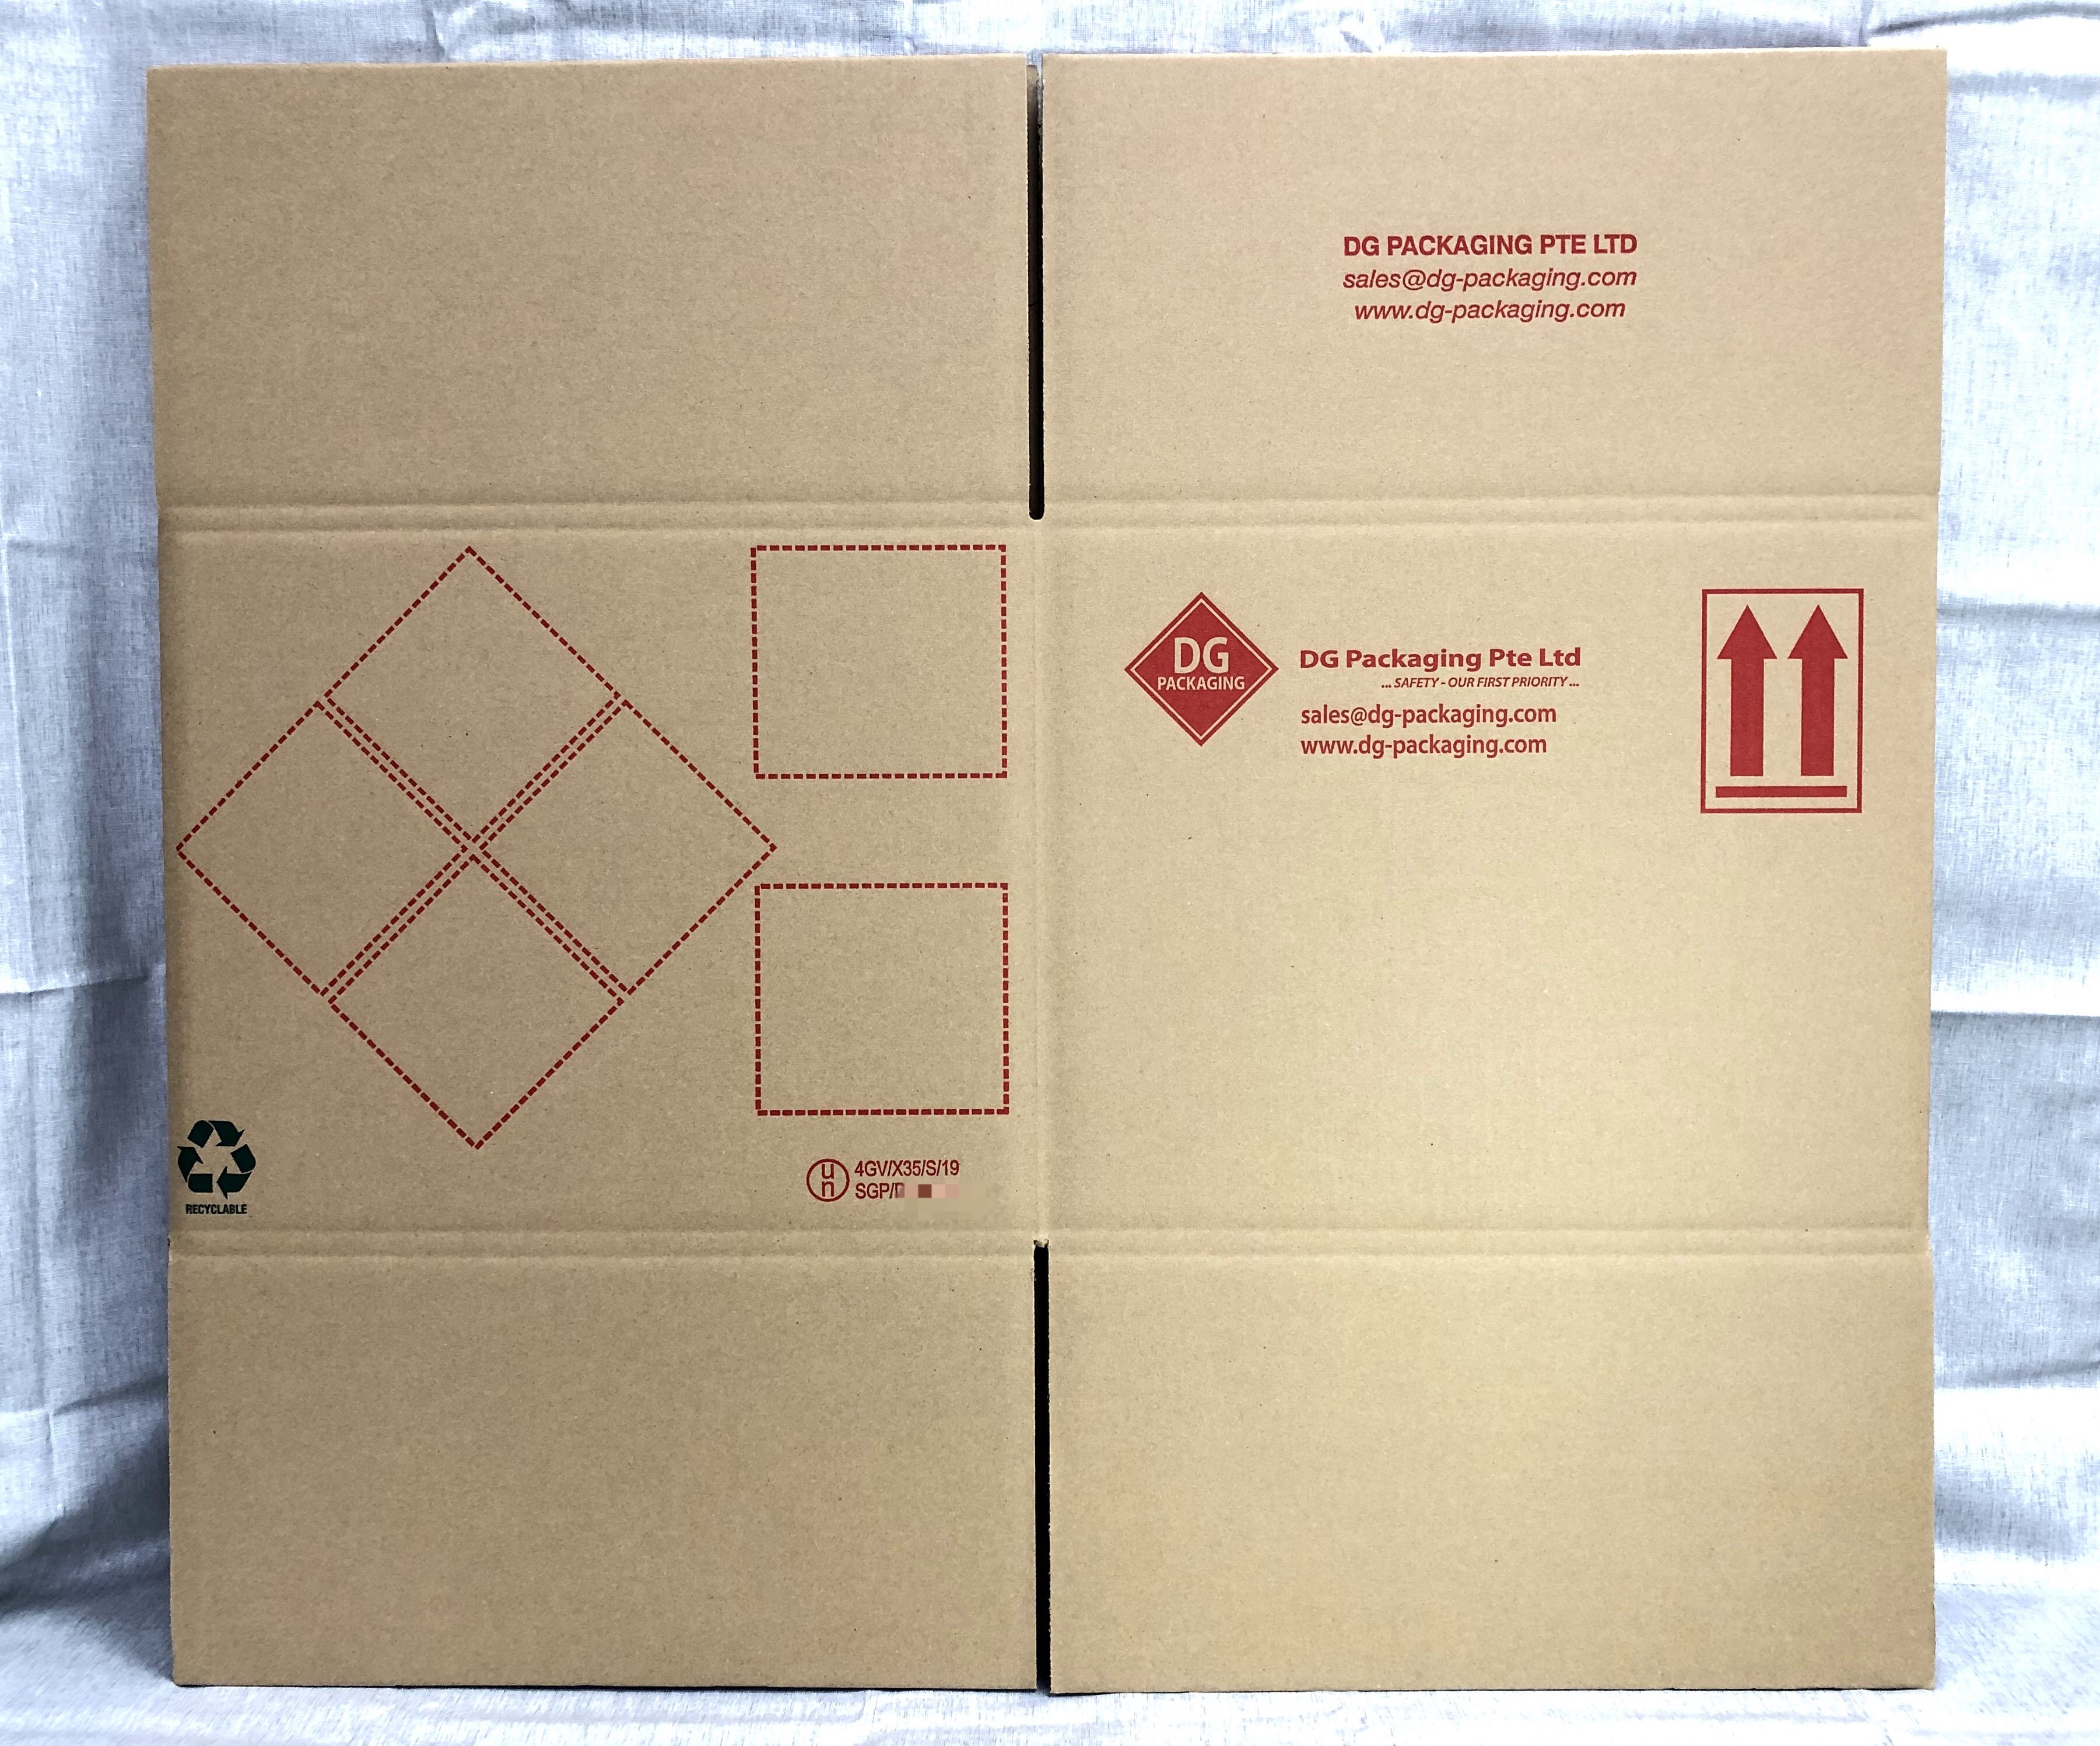 DG PACKAGING PTE LTD
sales@dg-packaging.com
www.dg-packaging.com
DG
PACKAGING
DG Packaging Pte Ltd
... SAFETY - OUR FIRST PRIORITY ...
sales@dg-packaging.com
www.dg-packaging.com
RECYCLABLE
un
4GV/X35/S/19
SGP/